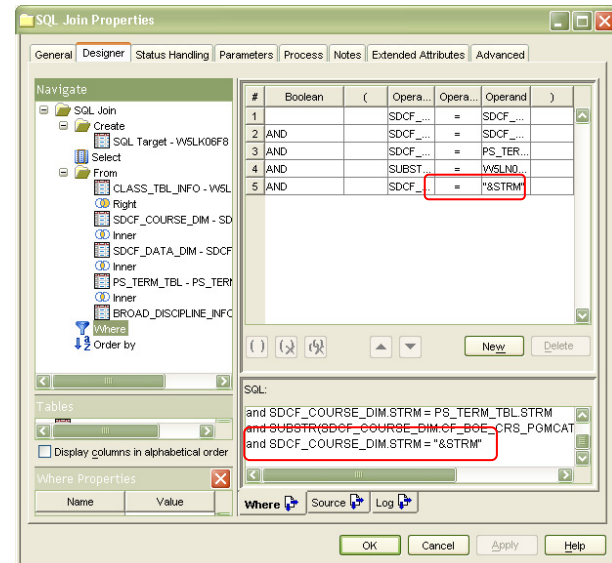 SQL Join Properties
General Designer Status Handling Parameters Process Notes Extended Attributes Advanced
Navigate
SQL Join
Create
SQL Target - W5LK06F8
Select
From
CLASS_TBL_INFO - W5L
Right
SDCF_COURSE_DIM - SD
Inner
SDCF_DATA_DIM - SDCF
Inner
PS_TERM_TBL - PS_TERM
Inner
BROAD_DISCIPLINE_INFO
Where
Order by
Tables
Display columns in alphabetical order
Where Properties
Name Value
# Boolean ( Opera... Opera... Operand )
1 SDCF_... = SDCF_...
2 AND SDCF_... = SDCF_...
3 AND SDCF_... = PS_TER...
4 AND SUBST... = W5LN0...
5 AND SDCF_... = "&STRM"
( ) New Delete
SQL:
and SDCF_COURSE_DIM.STRM = PS_TERM_TBL.STRM
and SUBSTR(SDCF_COURSE_DIM.CF_BOE_CRS_PGMCAT
and SDCF_COURSE_DIM.STRM = "&STRM"
Where Source Log
OK Cancel Apply Help